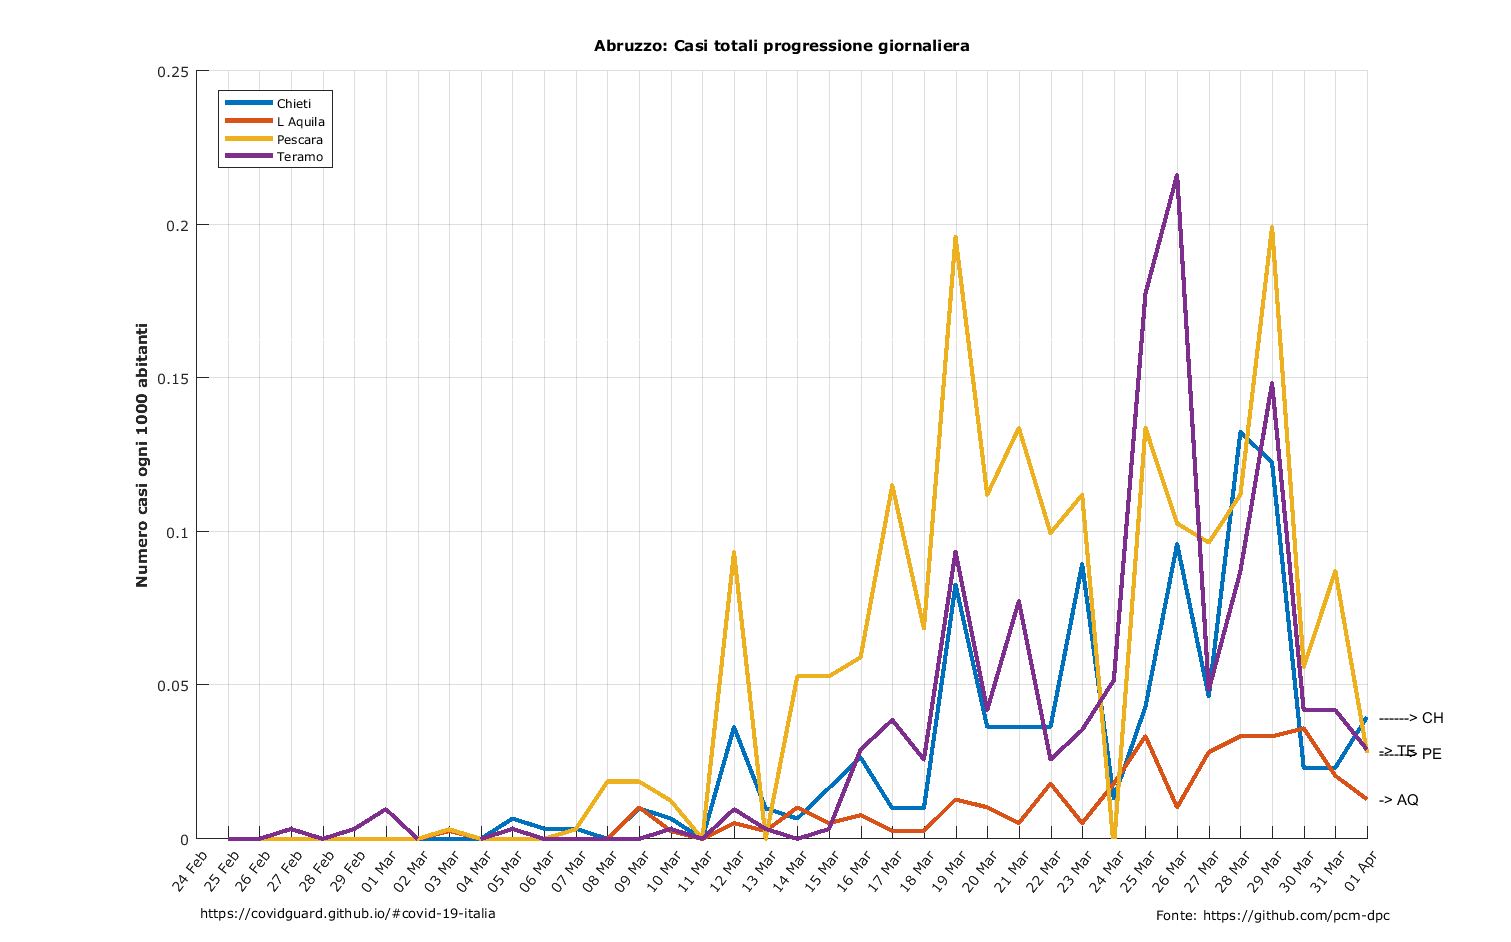 Abruzzo: Casi totali progressione giornaliera
0.25
0.2
0.15
0.1
0.05
0
Numero casi ogni 1000 abitanti
Chieti
L Aquila
Pescara
Teramo
------> CH
-> TE
------> PE
-> AQ
24 Feb
25 Feb
26 Feb
27 Feb
28 Feb
29 Feb
01 Mar
02 Mar
03 Mar
04 Mar
05 Mar
06 Mar
07 Mar
08 Mar
09 Mar
10 Mar
11 Mar
12 Mar
13 Mar
14 Mar
15 Mar
16 Mar
17 Mar
18 Mar
19 Mar
20 Mar
21 Mar
22 Mar
23 Mar
24 Mar
25 Mar
26 Mar
27 Mar
28 Mar
29 Mar
30 Mar
31 Mar
01 Apr
https://covidguard.github.io/#covid-19-italia
Fonte: https://github.com/pcm-dpc